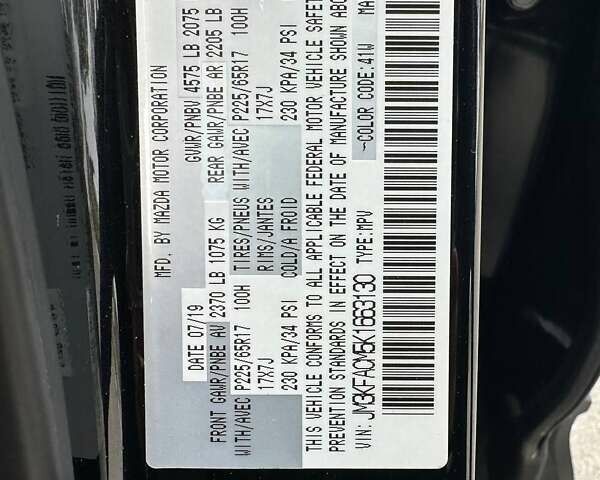 MFD. BY MAZDA MOTOR CORPORATION
DATE 07/19 GVWR/PNBV 4575 LB 2075
FRONT GAWR/PNBE AV 2370 LB 1075 KG REAR GAWR/PNBE AR 2205 LB
WITH/AVEC P225/65R17 100H TIRES/PNEUS WITH/AVEC P225/65R17 100H
17X7J RIMS/JANTES 17X7J
230 KPA/34 PSI COLD/A FROID 230 KPA/34 PSI
THIS VEHICLE CONFORMS TO ALL APPLICABLE FEDERAL MOTOR VEHICLE SAFETY
PREVENTION STANDARDS IN EFFECT ON THE DATE OF MANUFACTURE SHOWN ABO
VIN: JM3KFACM5K1663130 TYPE:MPV ~COLOR CODE:41W MA